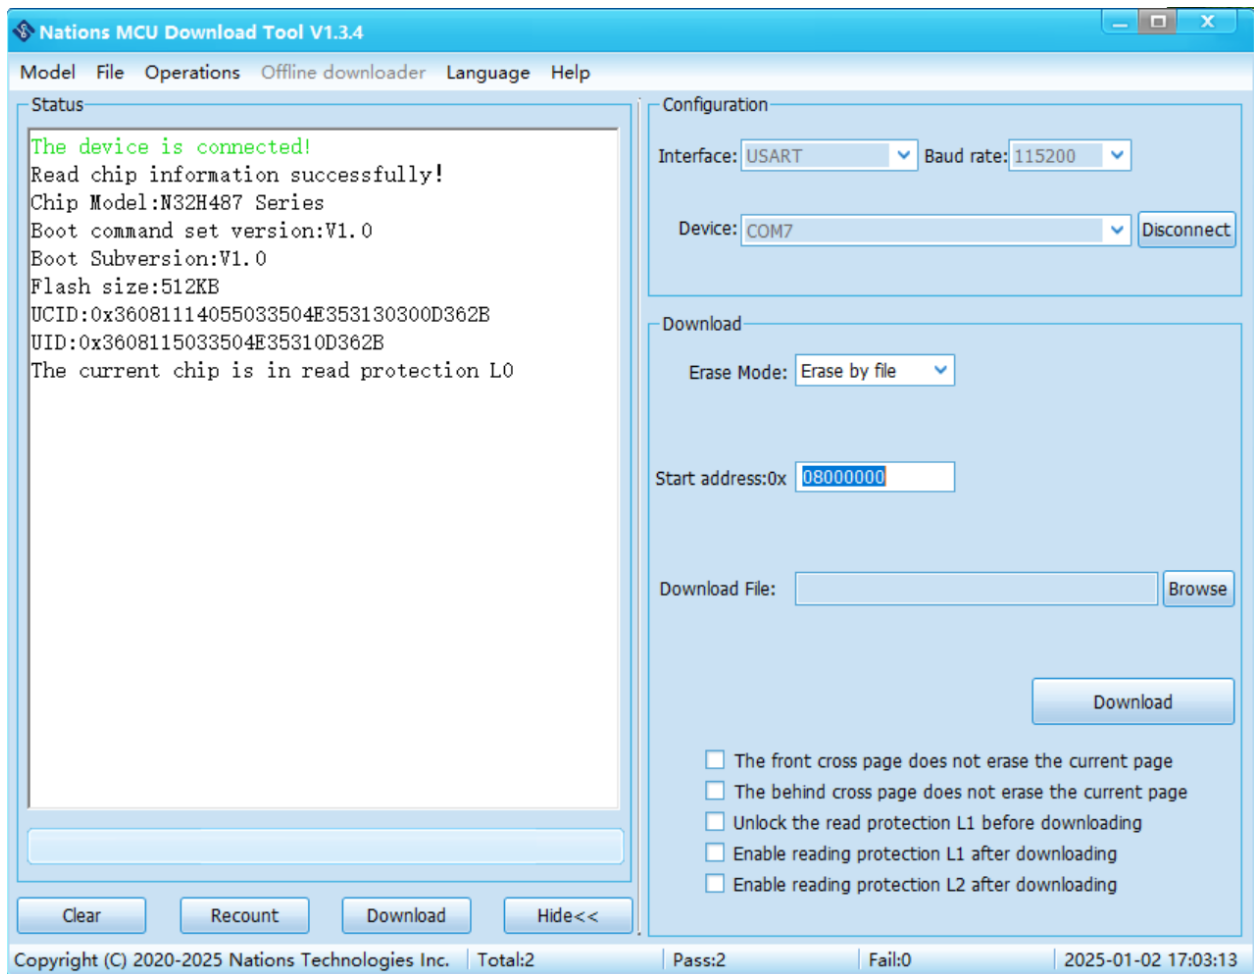 Nations MCU Download Tool V1.3.4
Model File Operations Offline downloader Language Help
Status
The device is connected!
Read chip information successfully!
Chip Model:N32H487 Series
Boot command set version:V1.0
Boot Subversion:V1.0
Flash size:512KB
UCID:0x36081114055033504E353130300D362B
UID:0x3608115033504E35310D362B
The current chip is in read protection L0
Clear Recount Download Hide<<
Configuration
Interface: USART Baud rate: 115200
Device: COM7 Disconnect
Download
Erase Mode: Erase by file
Start address:0x 08000000
Download File: Browse
Download
The front cross page does not erase the current page
The behind cross page does not erase the current page
Unlock the read protection L1 before downloading
Enable reading protection L1 after downloading
Enable reading protection L2 after downloading
Copyright (C) 2020-2025 Nations Technologies Inc. Total:2 Pass:2 Fail:0 2025-01-02 17:03:13